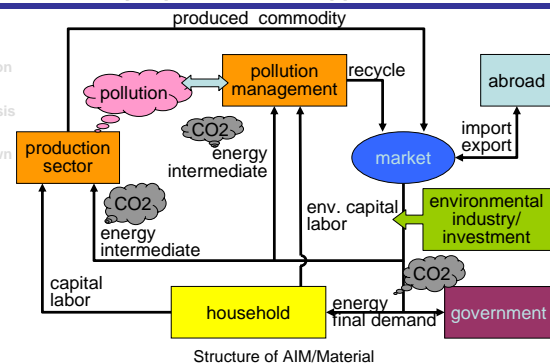 produced commodity
pollution
management
recycle
abroad
pollution
CO2
import
export
production
sector
energy
intermediate
market
CO2
env. capital
labor
environmental
industry/
investment
energy
intermediate
CO2
capital
labor
household
energy
final demand
government
Structure of AIM/Material